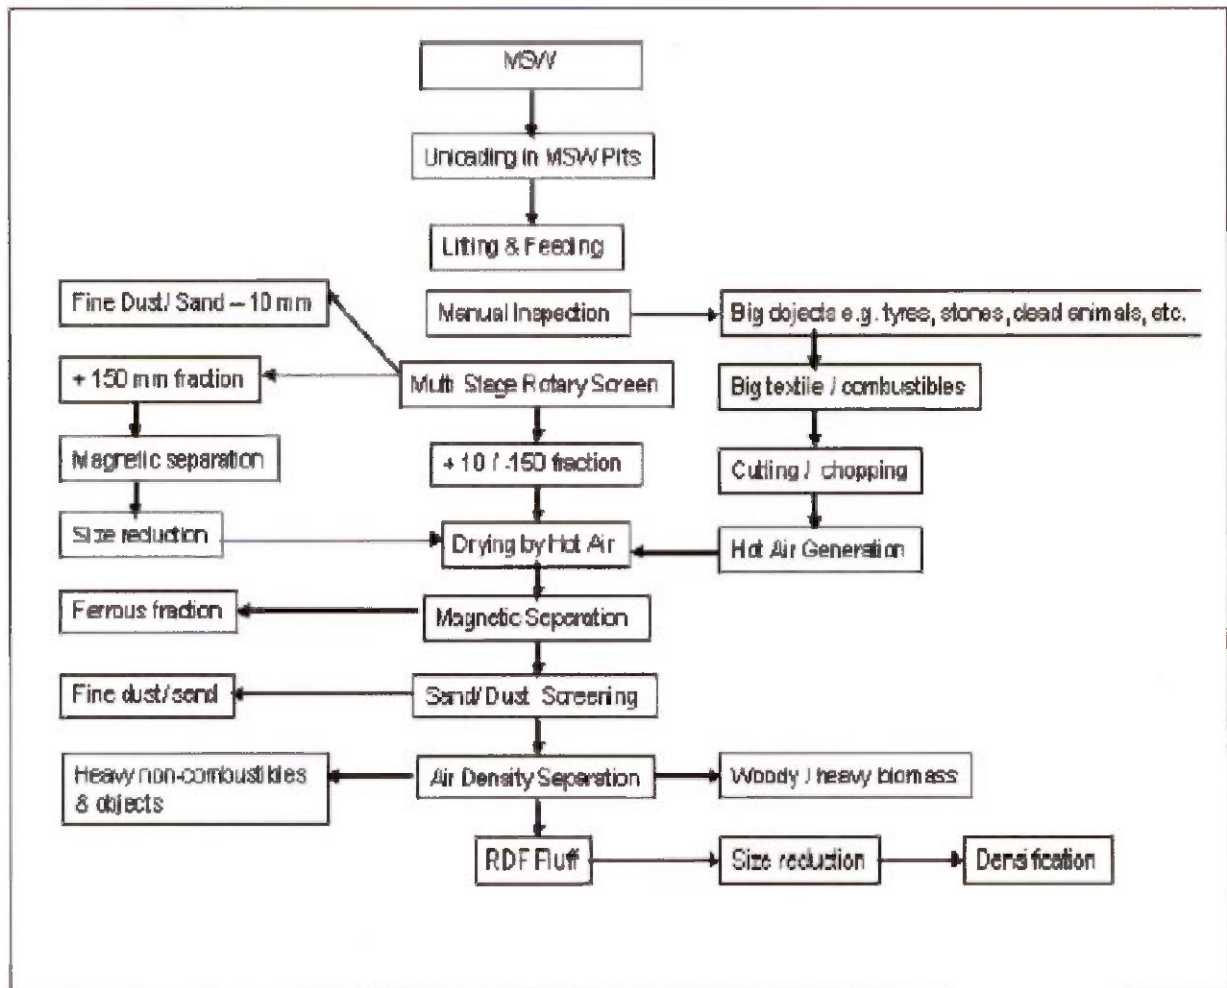 MSW
Unloading in MSW Pits
Lifting & Feeding
Fine Dust/ Sand – 10 mm
Manual Inspection
Big objects e.g. tyres, stones, dead animals, etc.
+ 150 mm fraction
Multi Stage Rotary Screen
Big textile / combustibles
Magnetic separation
+ 10 / -150 fraction
Cutting / chopping
Size reduction
Drying by Hot Air
Hot Air Generation
Ferrous fraction
Magnetic Separation
Fine dust/sand
Sand/ Dust Screening
Heavy non-combustibles
& objects
Air Density Separation
Woody / heavy biomass
RDF Fluff
Size reduction
Densification